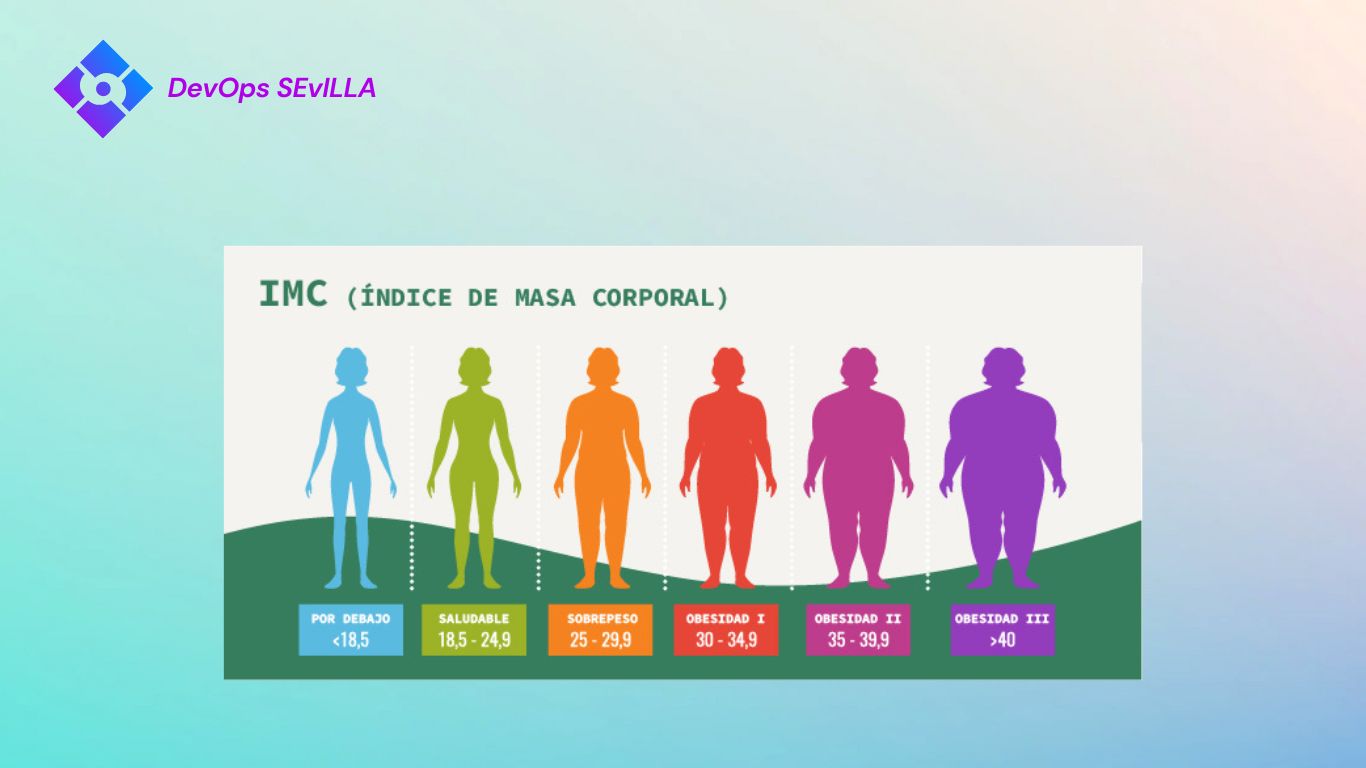 DevOps SEvILLA
IMC (ÍNDICE DE MASA CORPORAL)
POR DEBAJO
<18,5
SALUDABLE
18,5 - 24,9
SOBREPESO
25 - 29,9
OBESIDAD I
30 - 34,9
OBESIDAD II
35 - 39,9
OBESIDAD III
>40